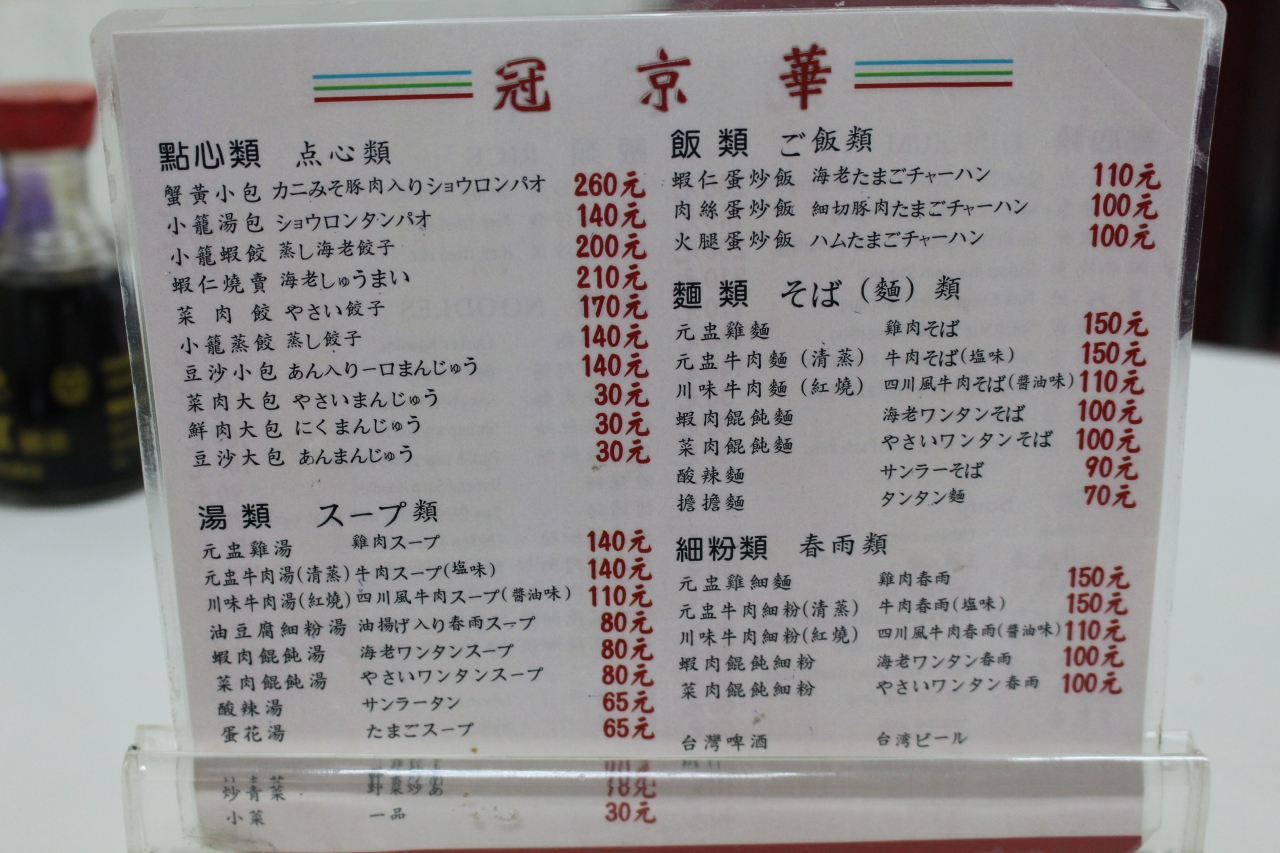 冠 京 華
點心類 点心類
蟹黃小包 カニみそ豚肉入りショウロンパオ 260元
小籠湯包 ショウロンタンパオ 140元
小籠蝦餃 蒸し海老餃子 200元
蝦仁燒賣 海老しゅうまい 210元
菜肉餃 やさい餃子 170元
小籠蒸餃 蒸し餃子 140元
豆沙小包 あん入り一口まんじゅう 140元
菜肉大包 やさいまんじゅう 30元
鮮肉大包 にくまんじゅう 30元
豆沙大包 あんまんじゅう 30元
湯類 スープ類
元盅雞湯 雞肉スープ 140元
元盅牛肉湯(清蒸) 牛肉スープ(塩味) 140元
川味牛肉湯(紅燒) 四川風牛肉スープ(醬油味) 110元
油豆腐細粉湯 油揚げ入り春雨スープ 80元
蝦肉餛飩湯 海老ワンタンスープ 80元
菜肉餛飩湯 やさいワンタンスープ 80元
酸辣湯 サンラータン 65元
蛋花湯 たまごスープ 65元
炒青菜
小菜 一品 30元
飯類 ご飯類
蝦仁蛋炒飯 海老たまごチャーハン 110元
肉絲蛋炒飯 細切豚肉たまごチャーハン 100元
火腿蛋炒飯 ハムたまごチャーハン 100元
麵類 そば(麵)類
元盅雞麵 雞肉そば 150元
元盅牛肉麵(清蒸) 牛肉そば(塩味) 150元
川味牛肉麵(紅燒) 四川風牛肉そば(醬油味) 110元
蝦肉餛飩麵 海老ワンタンそば 100元
菜肉餛飩麵 やさいワンタンそば 100元
酸辣麵 サンラーそば 90元
擔擔麵 タンタン麵 70元
細粉類 春雨類
元盅雞細麵 雞肉春雨 150元
元盅牛肉細粉(清蒸) 牛肉春雨(塩味) 150元
川味牛肉細粉(紅燒) 四川風牛肉春雨(醬油味) 110元
蝦肉餛飩細粉 海老ワンタン春雨 100元
菜肉餛飩細粉 やさいワンタン春雨 100元
台灣啤酒 台湾ビール